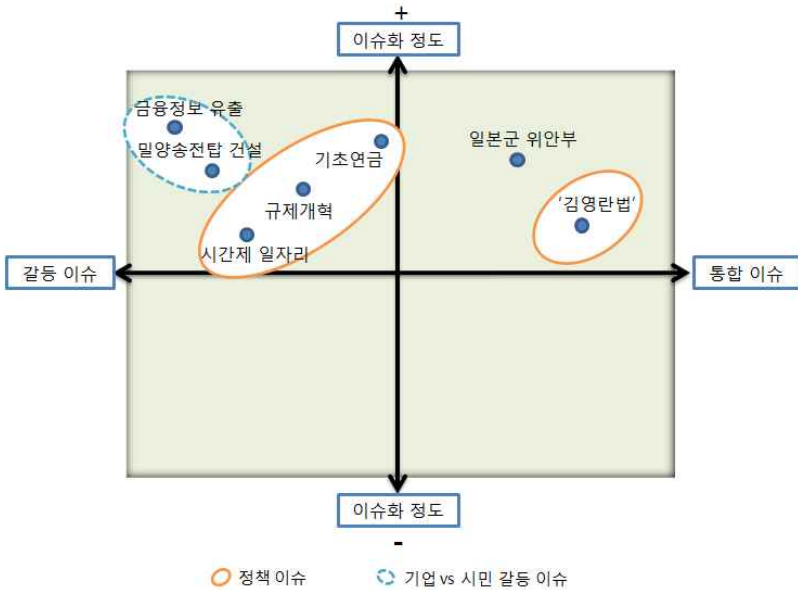 +
이슈화 정도
금융정보 유출
밀양송전탑 건설
기초연금
일본군 위안부
규제개혁
'김영란법'
시간제 일자리
갈등 이슈
통합 이슈
이슈화 정도
-
정책 이슈
기업 vs 시민 갈등 이슈